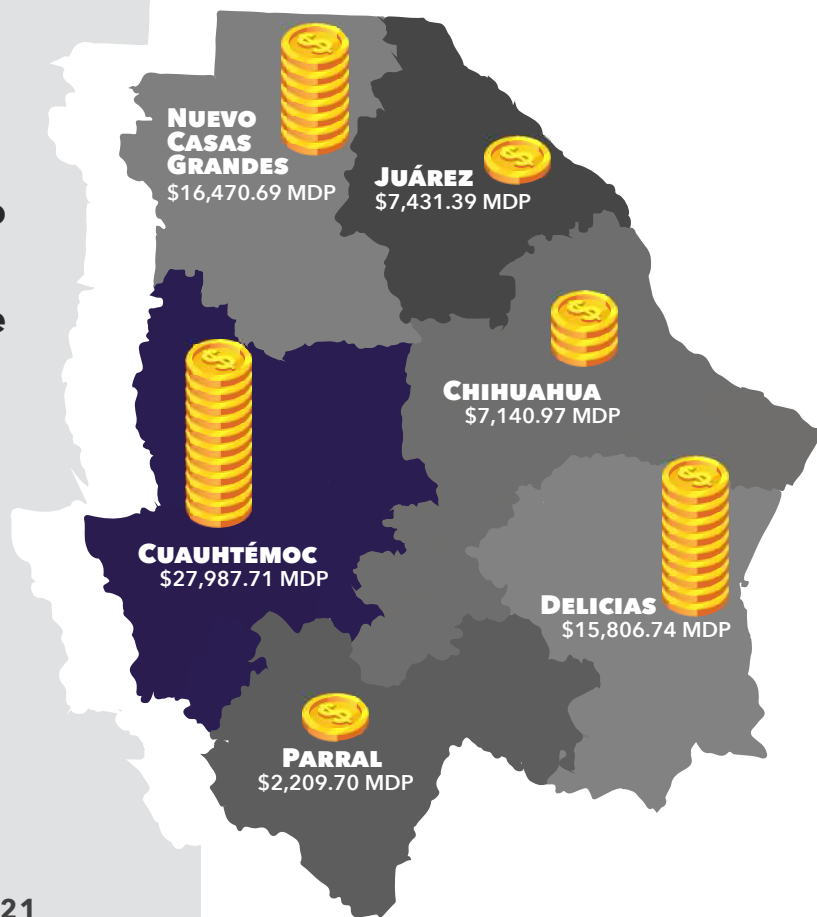 NUEVO
CASAS
GRANDES
$16,470.69 MDP
JUÁREZ
$7,431.39 MDP
CHIHUAHUA
$7,140.97 MDP
CUAUHTÉMOC
$27,987.71 MDP
DELICIAS
$15,806.74 MDP
PARRAL
$2,209.70 MDP
21